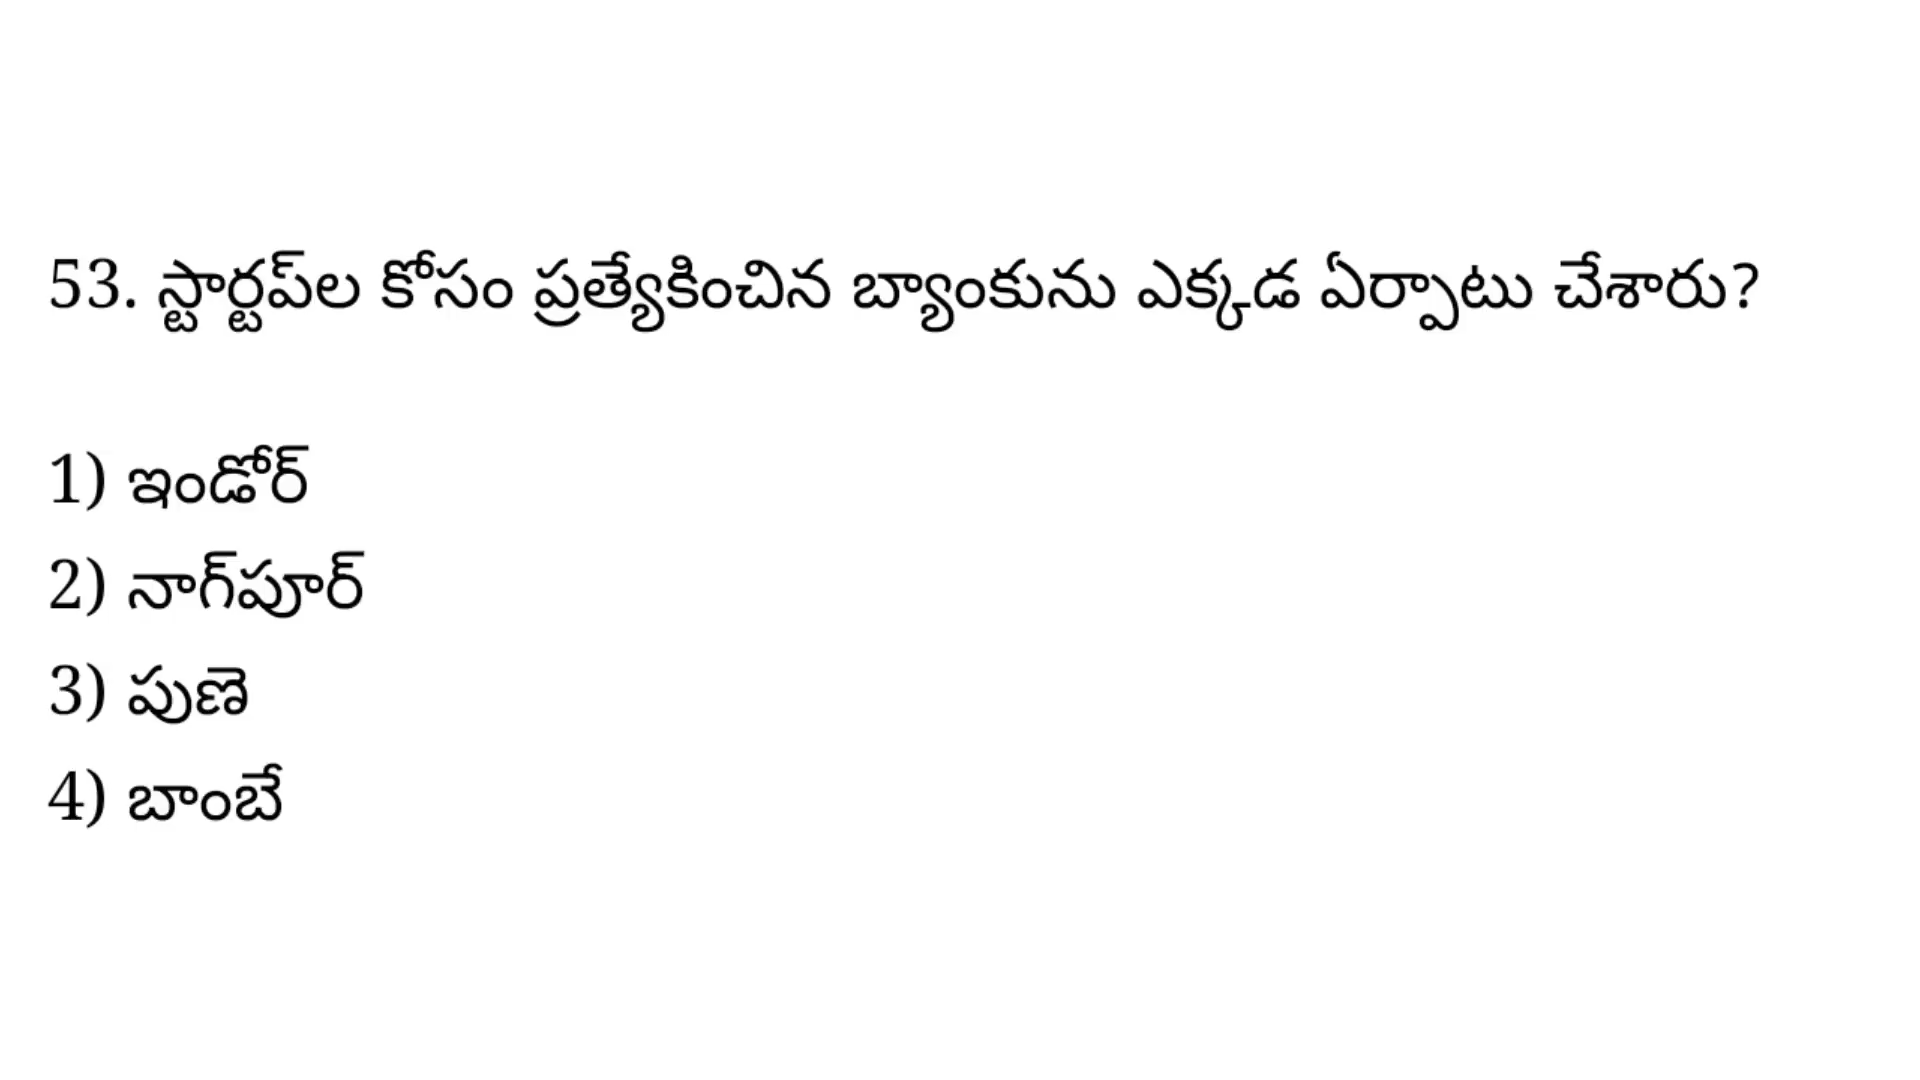 53. స్టార్టప్‌ల కోసం ప్రత్యేకించిన బ్యాంకును ఎక్కడ ఏర్పాటు చేశారు?
1) ఇండోర్
2) నాగ్‌పూర్
3) పుణె
4) బాంబే